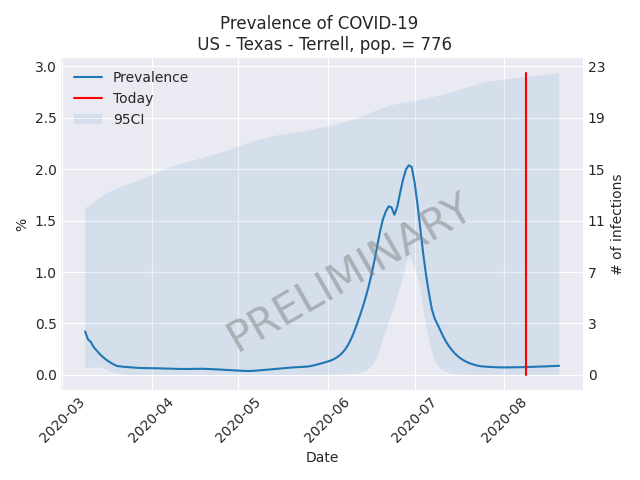 Prevalence of COVID-19
US - Texas - Terrell, pop. = 776
Prevalence
Today
95CI
3.0
2.5
2.0
1.5
1.0
0.5
0.0
%
23
19
15
11
7
3
0
# of infections
PRELIMINARY
2020-03
2020-04
2020-05
2020-06
2020-07
2020-08
Date